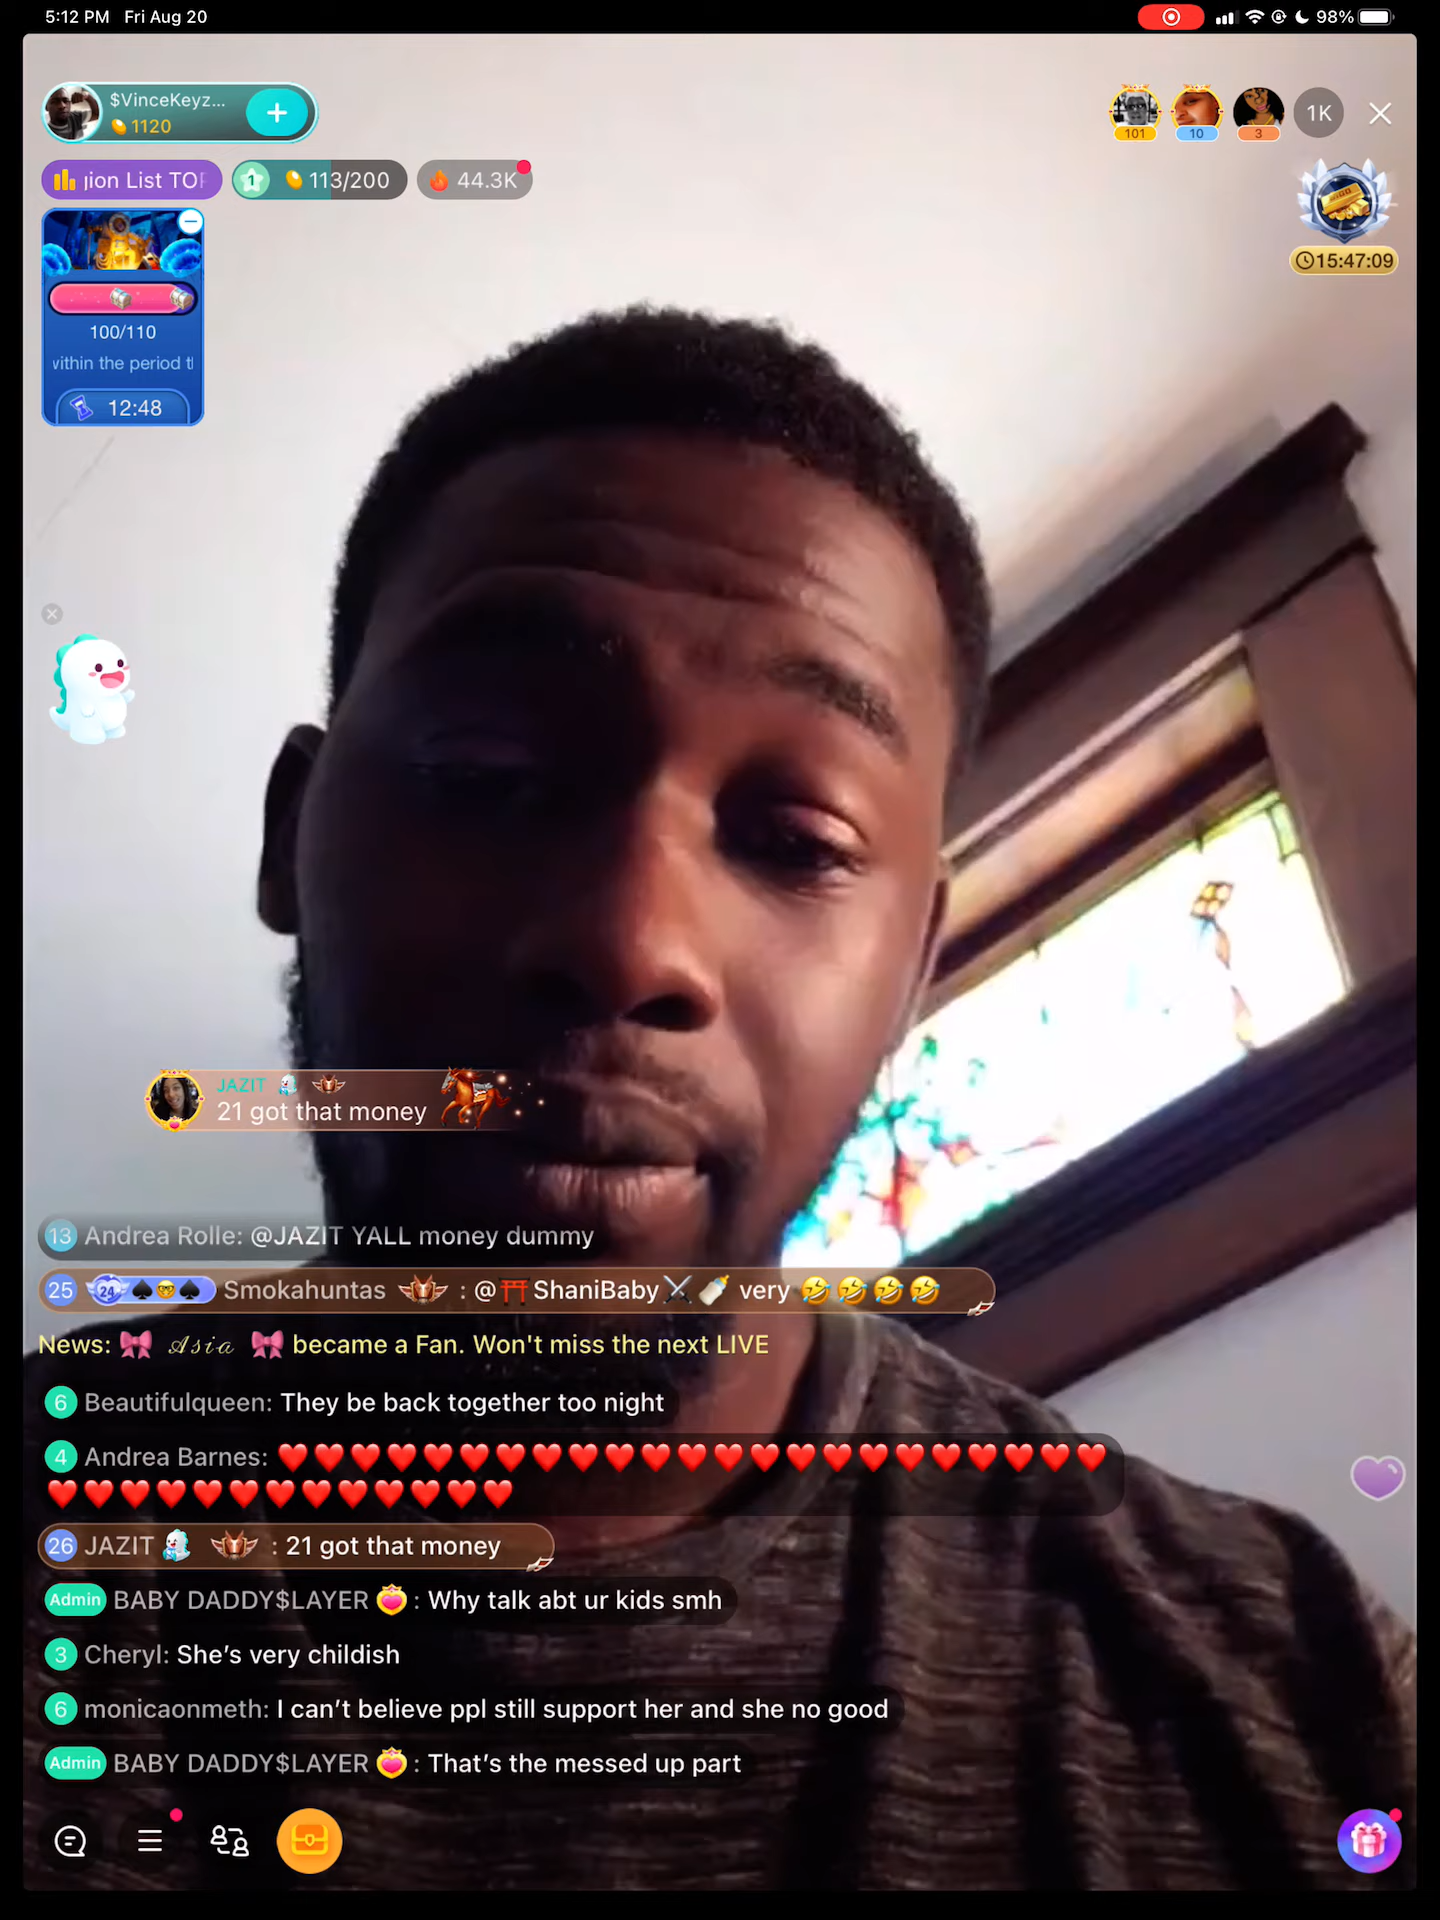 5:12 PM Fri Aug 20
98%
$VinceKeyz...
1120
101
10
3
1K
gion List TOP
1
113/200
44.3K
15:47:09
100/110
within the period t
12:48
JAZIT
21 got that money
13 Andrea Rolle: @JAZIT YALL money dummy
25 24 ♠️🤓♠️ Smokahuntas : @⛩️ShaniBaby⚔️🍼 very 🤣🤣🤣🤣
News: 🎀 𝒜𝓈𝒾𝒶 🎀 became a Fan. Won't miss the next LIVE
6 Beautifulqueen: They be back together too night
4 Andrea Barnes: ❤️❤️❤️❤️❤️❤️❤️❤️❤️❤️❤️❤️❤️❤️❤️❤️❤️❤️❤️❤️❤️❤️❤️
❤️❤️❤️❤️❤️❤️❤️❤️❤️❤️❤️❤️❤️
26 JAZIT : 21 got that money
Admin BABY DADDY$LAYER : Why talk abt ur kids smh
3 Cheryl: She’s very childish
6 monicaonmeth: I can’t believe ppl still support her and she no good
Admin BABY DADDY$LAYER : That’s the messed up part